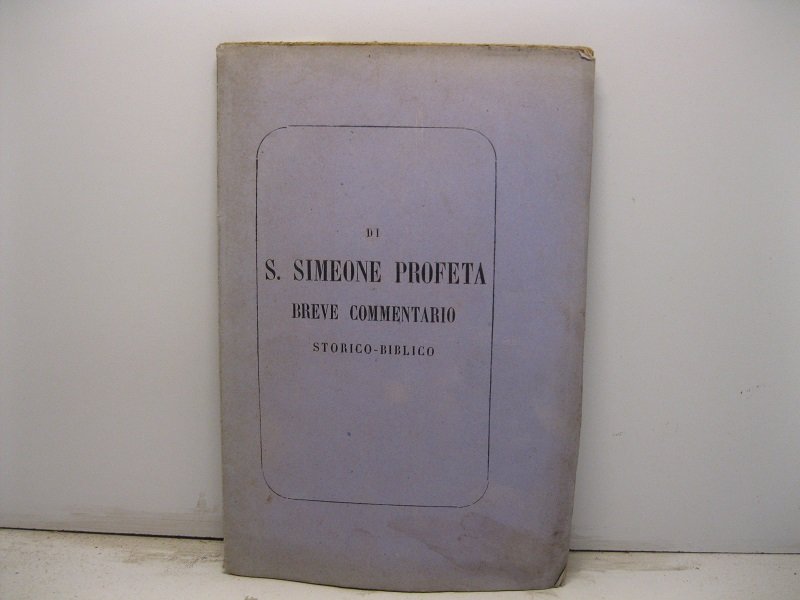 DI
S. SIMEONE PROFETA
BREVE COMMENTARIO
STORICO-BIBLICO